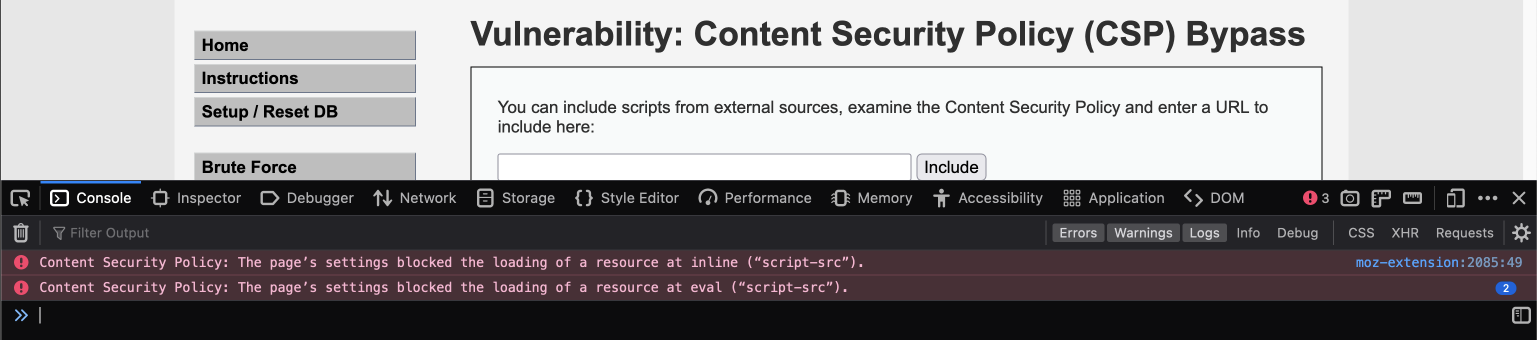 Vulnerability: Content Security Policy (CSP) Bypass
Home
Instructions
Setup / Reset DB
Brute Force
You can include scripts from external sources, examine the Content Security Policy and enter a URL to
include here:
Include
Console Inspector Debugger Network Storage {} Style Editor Performance Memory Accessibility Application DOM 3
Filter Output Errors Warnings Logs Info Debug CSS XHR Requests
Content Security Policy: The page’s settings blocked the loading of a resource at inline (“script-src”). moz-extension:2085:49
Content Security Policy: The page’s settings blocked the loading of a resource at eval (“script-src”). 2